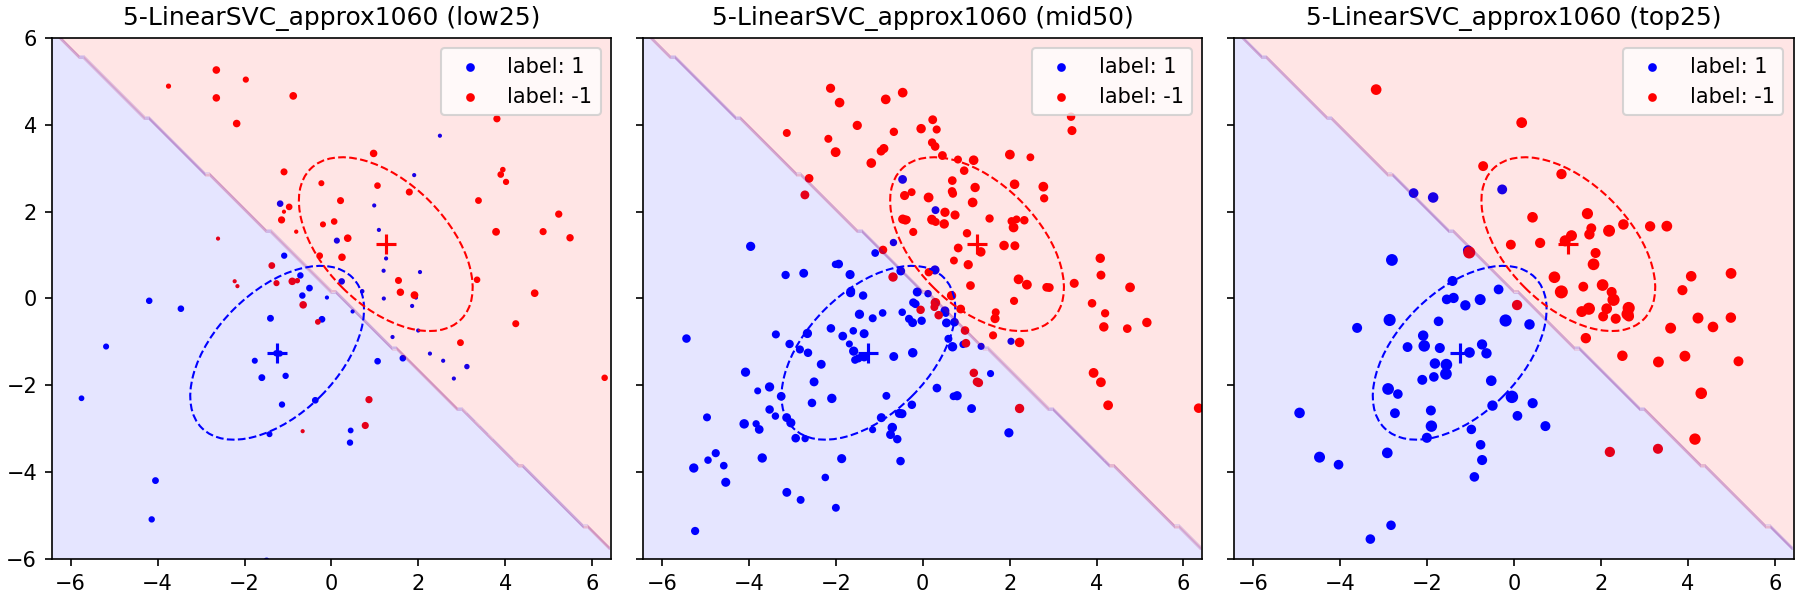 5-LinearSVC_approx1060 (low25)
5-LinearSVC_approx1060 (mid50)
5-LinearSVC_approx1060 (top25)
label: 1
label: -1
label: 1
label: -1
label: 1
label: -1
6
4
2
0
−2
−4
−6
−6 −4 −2 0 2 4 6
−6 −4 −2 0 2 4 6
−6 −4 −2 0 2 4 6